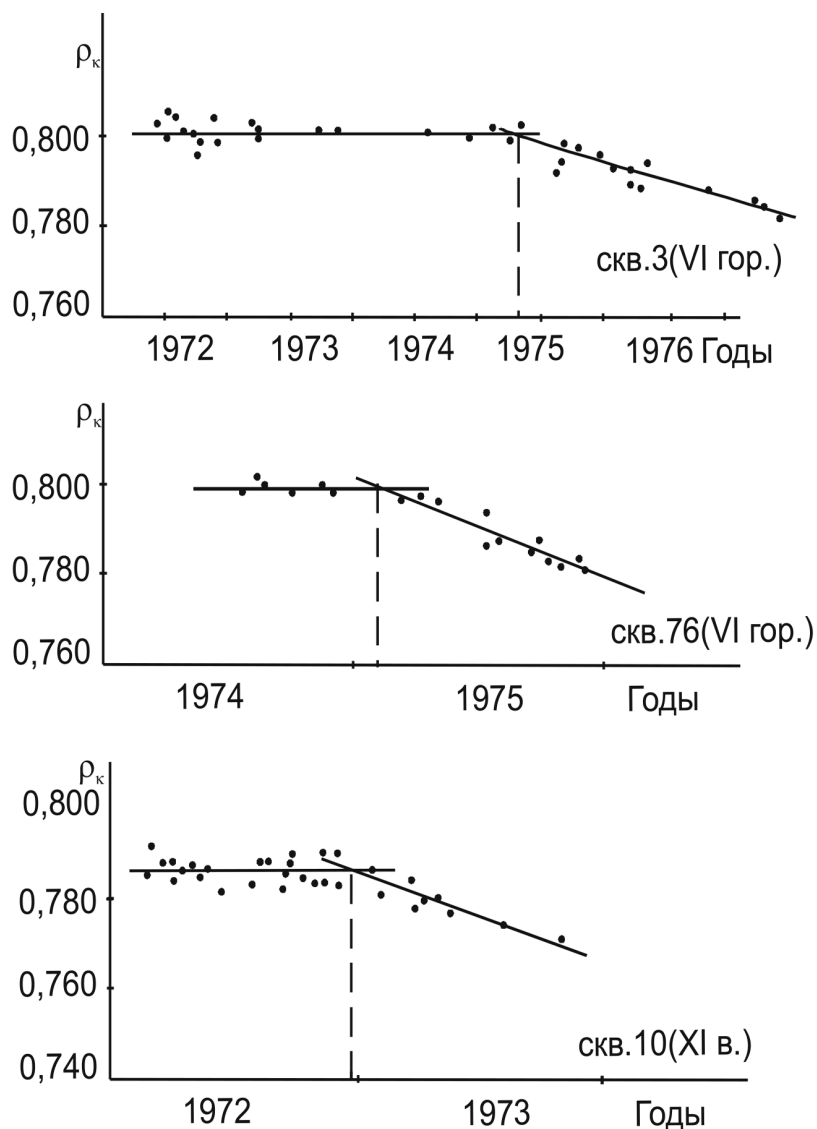 ρк
0,800
0,780
0,760
скв.3(VI гор.)
1972 1973 1974 1975 1976 Годы
ρк
0,800
0,780
0,760
скв.76(VI гор.)
1974 1975 Годы
ρк
0,800
0,780
0,760
0,740
скв.10(XI в.)
1972 1973 Годы